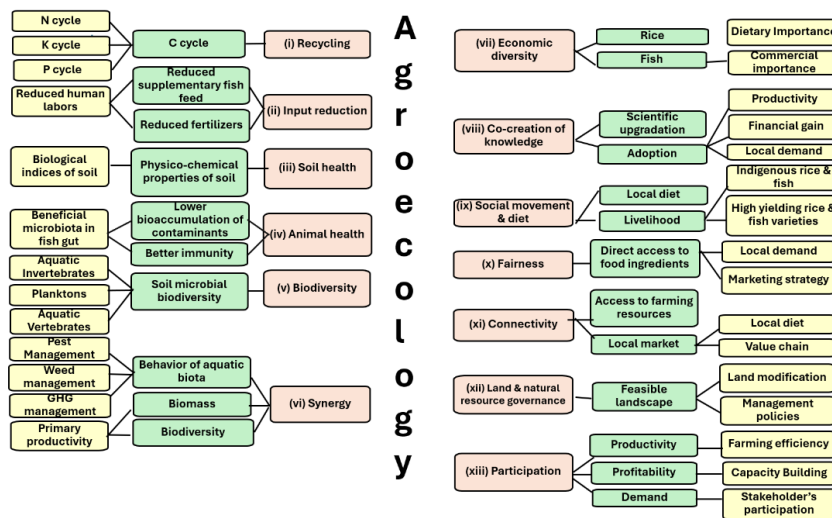 N cycle
K cycle
P cycle
C cycle
(i) Recycling
Reduced human
labors
Reduced
supplementary fish
feed
Reduced fertilizers
(ii) Input reduction
Biological
indices of soil
Physico-chemical
properties of soil
(iii) Soil health
Beneficial
microbiota in
fish gut
Lower
bioaccumulation of
contaminants
Better immunity
(iv) Animal health
Aquatic
Invertebrates
Planktons
Aquatic
Vertebrates
Soil microbial
biodiversity
(v) Biodiversity
Pest
Management
Weed
management
GHG
management
Primary
productivity
Behavior of aquatic
biota
Biomass
Biodiversity
(vi) Synergy
A
g
r
o
e
c
o
l
o
g
y
(vii) Economic
diversity
Rice
Fish
Dietary Importance
Commercial
importance
(viii) Co-creation of
knowledge
Scientific
upgradation
Adoption
Productivity
Financial gain
Local demand
(ix) Social movement
& diet
Local diet
Livelihood
Indigenous rice &
fish
High yielding rice &
fish varieties
(x) Fairness
Direct access to
food ingredients
Local demand
Marketing strategy
(xi) Connectivity
Access to farming
resources
Local market
Local diet
Value chain
(xii) Land & natural
resource governance
Feasible
landscape
Land modification
Management
policies
(xiii) Participation
Productivity
Profitability
Demand
Farming efficiency
Capacity Building
Stakeholder's
participation